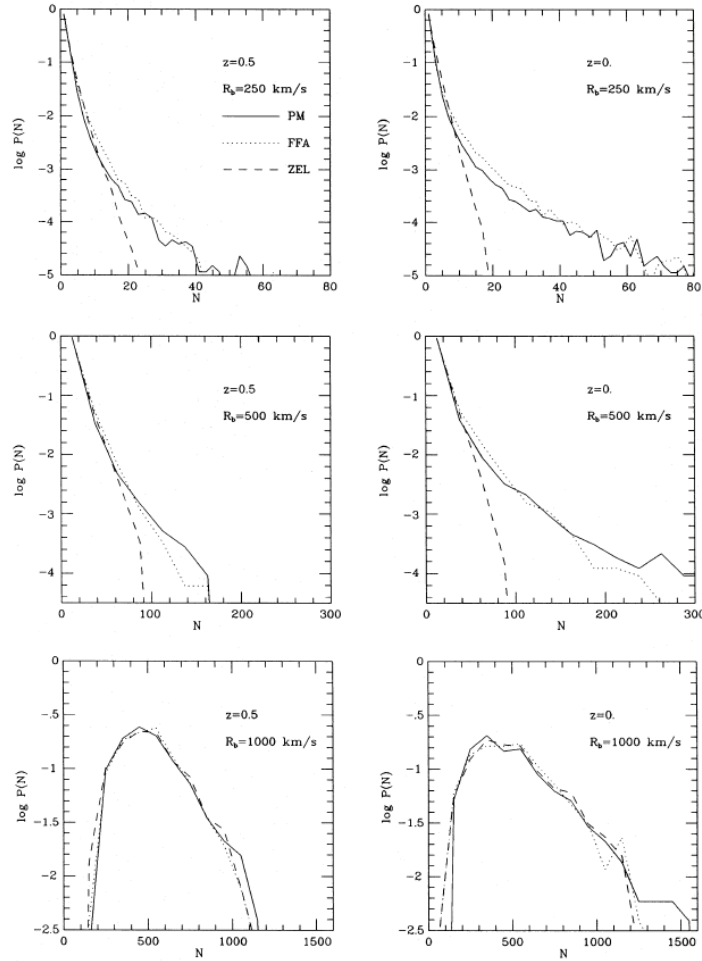 z=0.5
R_b=250 km/s
PM
FFA
ZEL
log P(N)
-1
-2
-3
-4
-5
0 20 40 60 80
N
z=0.
R_b=250 km/s
log P(N)
-1
-2
-3
-4
-5
0 20 40 60 80
N
z=0.5
R_b=500 km/s
log P(N)
0
-1
-2
-3
-4
0 100 200 300
N
z=0.
R_b=500 km/s
log P(N)
0
-1
-2
-3
-4
0 100 200 300
N
z=0.5
R_b=1000 km/s
log P(N)
0
-.5
-1
-1.5
-2
-2.5
0 500 1000 1500
N
z=0.
R_b=1000 km/s
log P(N)
0
-.5
-1
-1.5
-2
-2.5
0 500 1000 1500
N